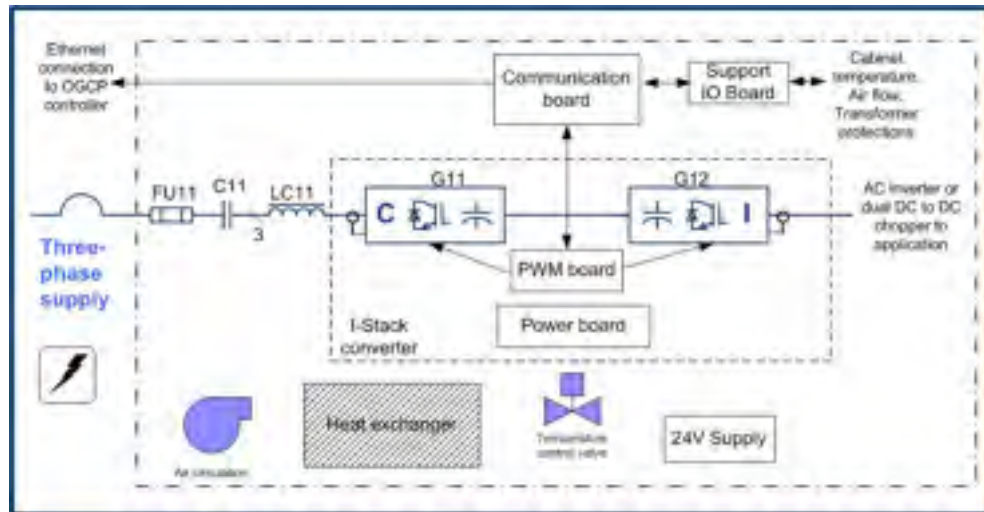 Ethernet
connection
to OGCP
controller
Communication
board
Support
IO Board
Cabinet
temperature,
Air flow,
Transformer
protections
FU11
C11
3
LC11
G11
C
G12
I
AC Inverter or
dual DC to DC
chopper to
application
Three-
phase
supply
PWM board
Power board
I-Stack
converter
Heat exchanger
Air circulation
Temperature
control valve
24V Supply